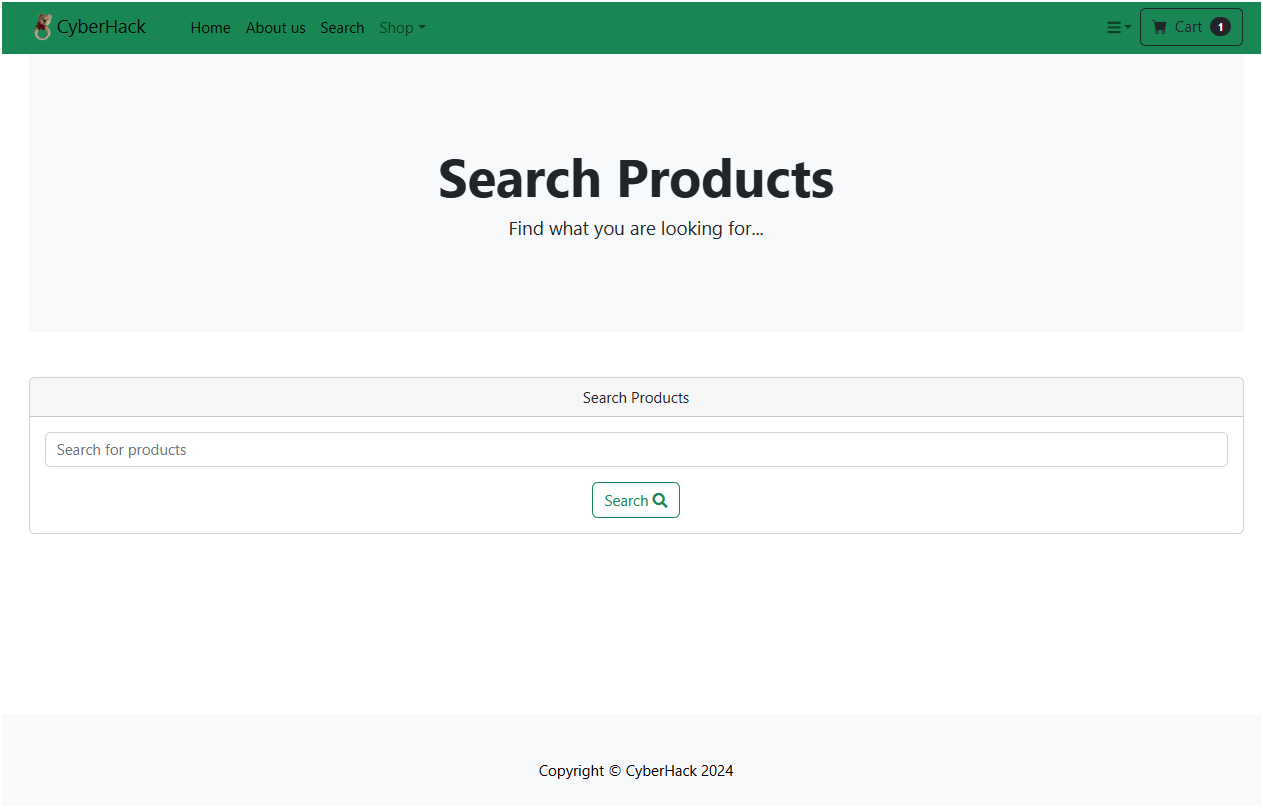 CyberHack Home About us Search Shop Cart 1
Search Products
Find what you are looking for...
Search Products
Search for products
Search
Copyright © CyberHack 2024